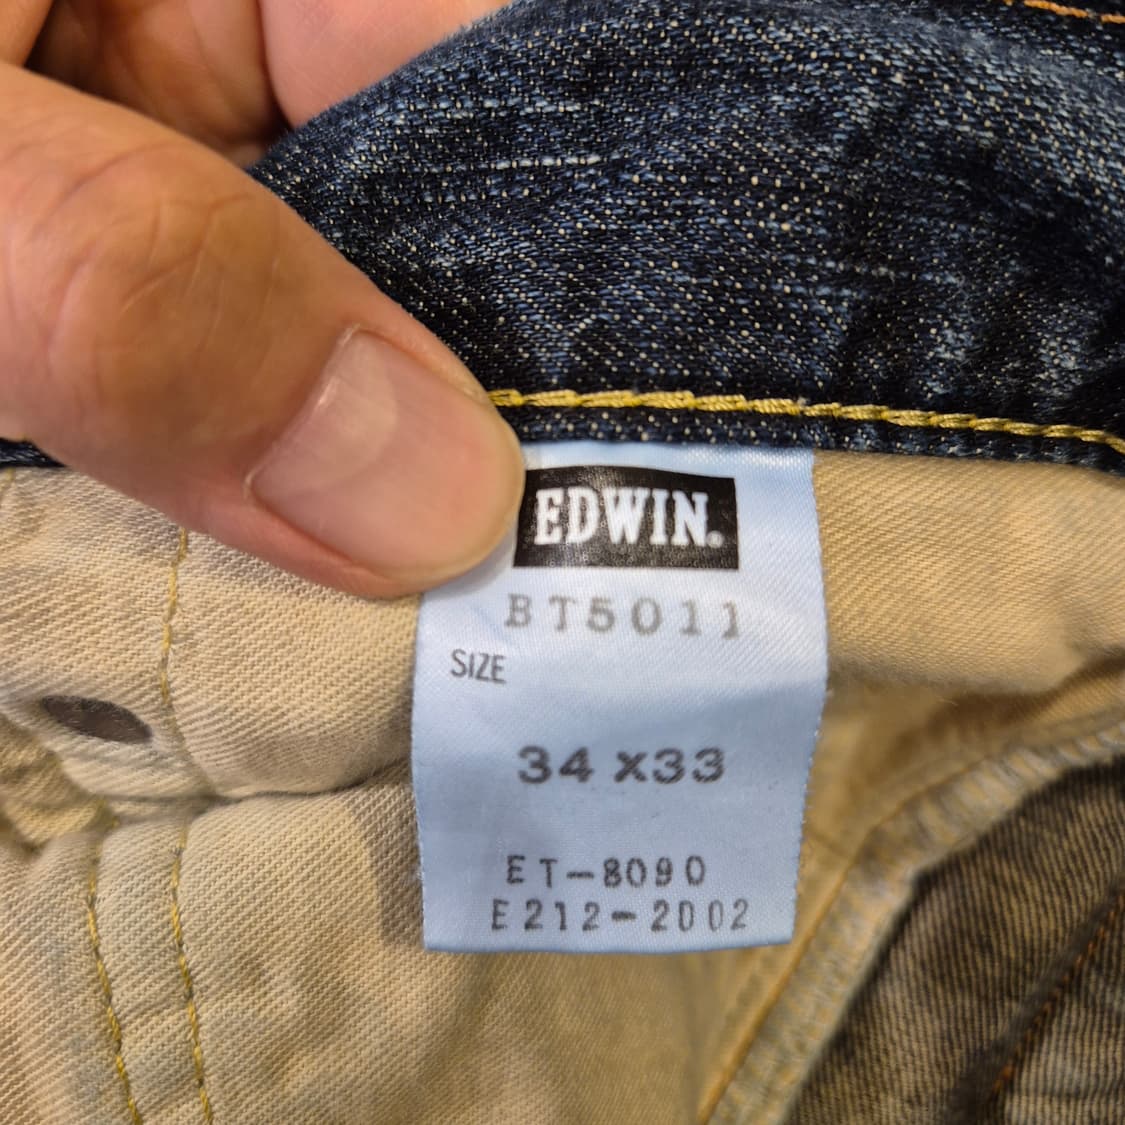 EDWIN.
BT5011
SIZE
34 x33
ET-8090
E212-2002